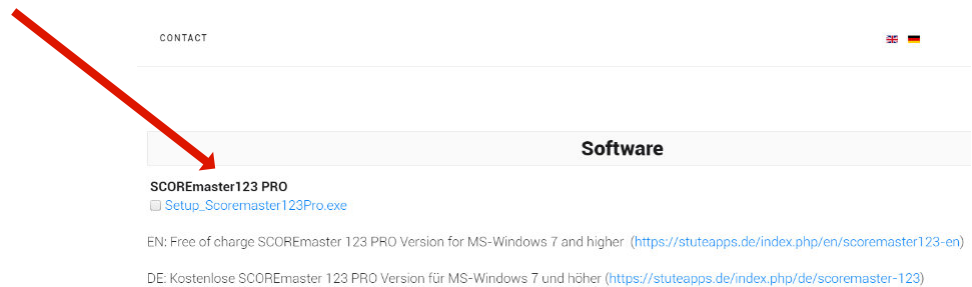 CONTACT
Software
SCOREmaster123 PRO
Setup_Scoremaster123Pro.exe
EN: Free of charge SCOREmaster 123 PRO Version for MS-Windows 7 and higher (https://stuteapps.de/index.php/en/scoremaster123-en)
DE: Kostenlose SCOREmaster 123 PRO Version für MS-Windows 7 und höher (https://stuteapps.de/index.php/de/scoremaster-123)